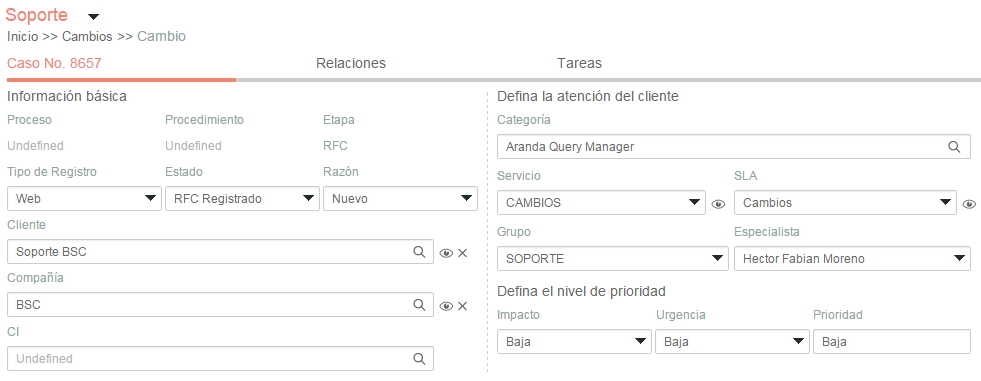 Soporte
Inicio >> Cambios >> Cambio
Caso No. 8657 Relaciones Tareas
Información básica
Proceso Procedimiento Etapa
Undefined Undefined RFC
Tipo de Registro Estado Razón
Web RFC Registrado Nuevo
Cliente
Soporte BSC
Compañía
BSC
CI
Undefined
Defina la atención del cliente
Categoría
Aranda Query Manager
Servicio SLA
CAMBIOS Cambios
Grupo Especialista
SOPORTE Hector Fabian Moreno
Defina el nivel de prioridad
Impacto Urgencia Prioridad
Baja Baja Baja